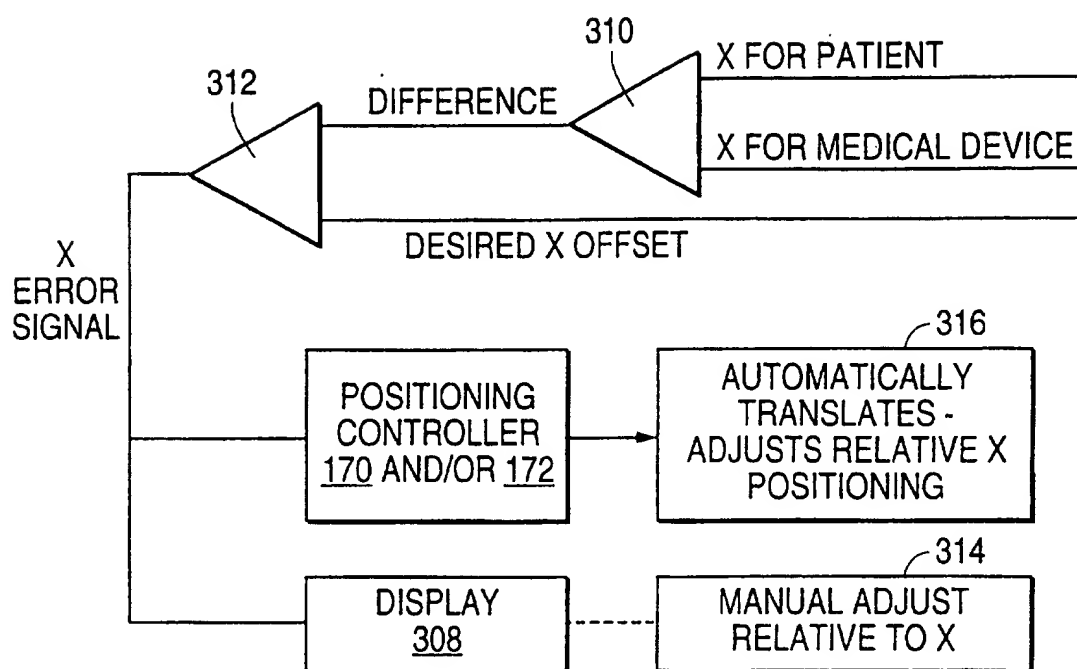 310
X FOR PATIENT
312
DIFFERENCE
X FOR MEDICAL DEVICE
DESIRED X OFFSET
X
ERROR
SIGNAL
316
POSITIONING
CONTROLLER
170 AND/OR 172
AUTOMATICALLY
TRANSLATES -
ADJUSTS RELATIVE X
POSITIONING
314
DISPLAY
308
MANUAL ADJUST
RELATIVE TO X